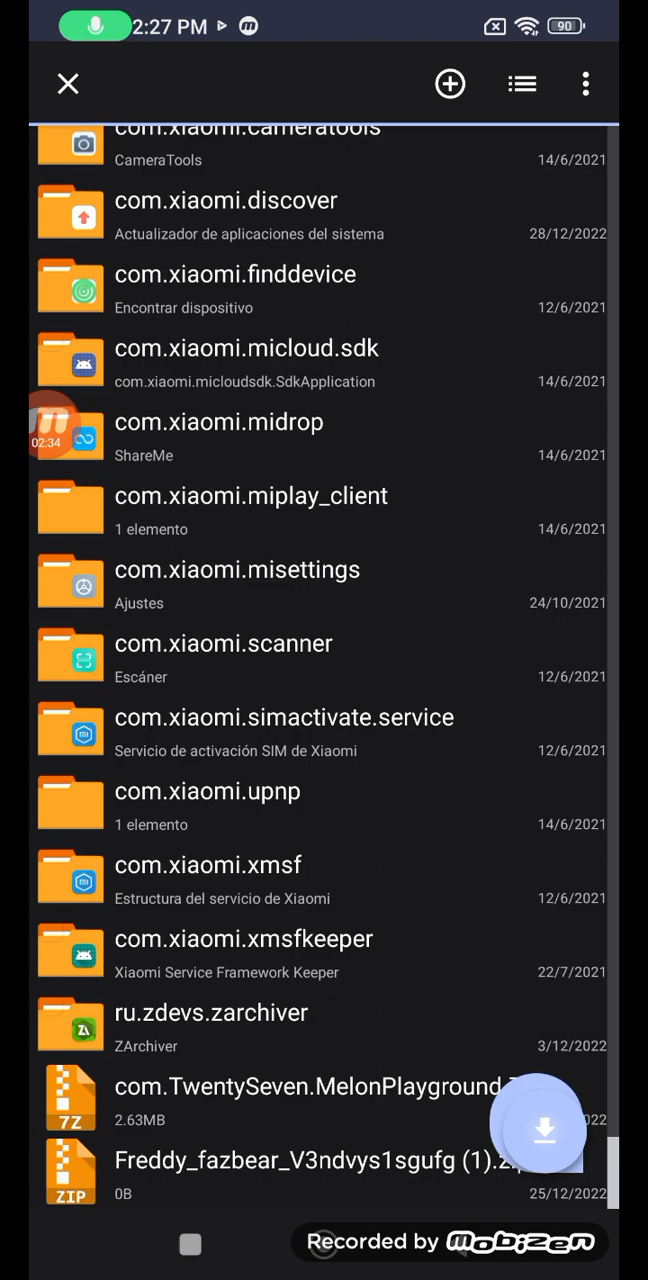 2:27 PM
90
com.xiaomi.cameratools
CameraTools
14/6/2021
com.xiaomi.discover
Actualizador de aplicaciones del sistema
28/12/2022
com.xiaomi.finddevice
Encontrar dispositivo
12/6/2021
com.xiaomi.micloud.sdk
com.xiaomi.micloudsdk.SdkApplication
14/6/2021
02:34
com.xiaomi.midrop
ShareMe
14/6/2021
com.xiaomi.miplay_client
1 elemento
14/6/2021
com.xiaomi.misettings
Ajustes
24/10/2021
com.xiaomi.scanner
Escáner
12/6/2021
com.xiaomi.simactivate.service
Servicio de activación SIM de Xiaomi
12/6/2021
com.xiaomi.upnp
1 elemento
14/6/2021
com.xiaomi.xmsf
Estructura del servicio de Xiaomi
12/6/2021
com.xiaomi.xmsfkeeper
Xiaomi Service Framework Keeper
22/7/2021
ru.zdevs.zarchiver
ZArchiver
3/12/2022
7Z
com.TwentySeven.MelonPlayground
2.63MB
ZIP
Freddy_fazbear_V3ndvys1sgufg (1).zip
0B
25/12/2022
Recorded by mobizen